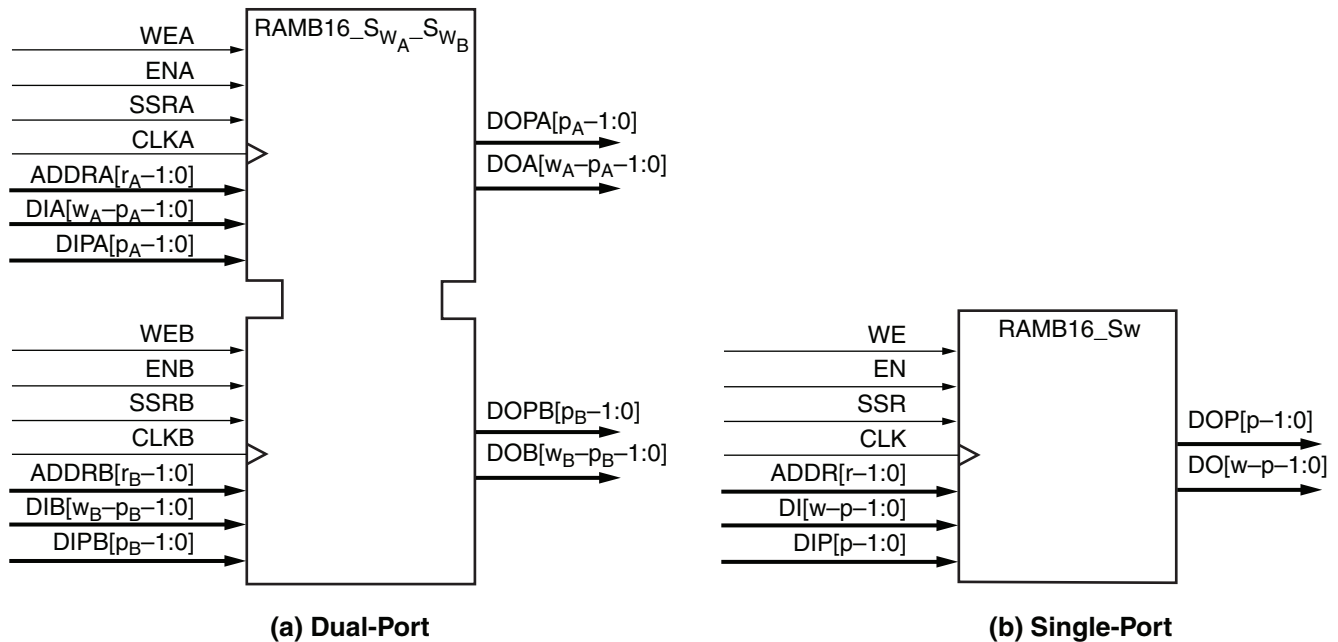 RAMB16_SWA_SWB
WEA
ENA
SSRA
CLKA
ADDRA[rA–1:0]
DIA[wA–pA–1:0]
DIPA[pA–1:0]
DOPA[pA–1:0]
DOA[wA–pA–1:0]
WEB
ENB
SSRB
CLKB
ADDRB[rB–1:0]
DIB[wB–pB–1:0]
DIPB[pB–1:0]
DOPB[pB–1:0]
DOB[wB–pB–1:0]
(a) Dual-Port
RAMB16_Sw
WE
EN
SSR
CLK
ADDR[r–1:0]
DI[w–p–1:0]
DIP[p–1:0]
DOP[p–1:0]
DO[w–p–1:0]
(b) Single-Port